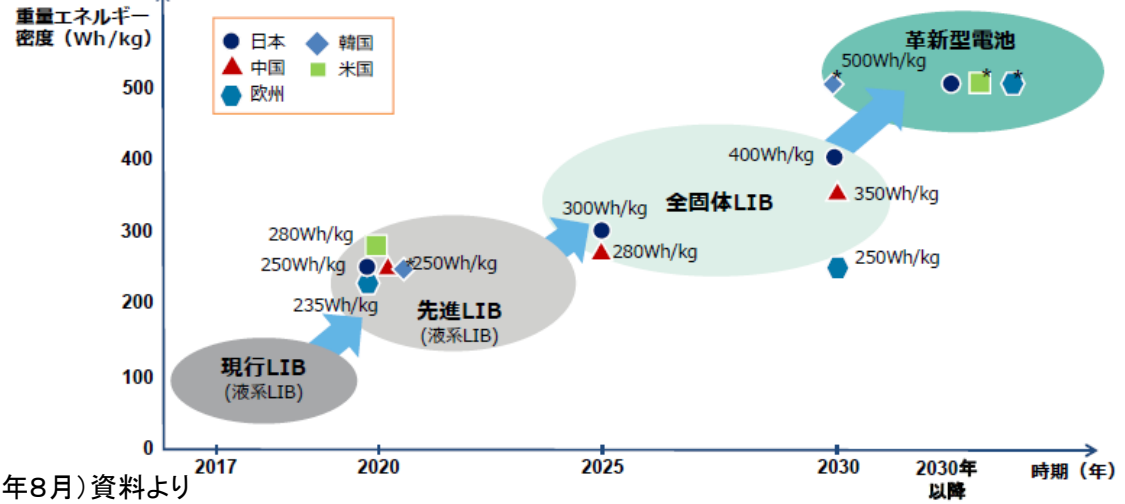 重量エネルギー
密度（Wh/kg）
日本
韓国
中国
米国
欧州
革新型電池
500Wh/kg
*
*
*
500
400
300
200
100
0
400Wh/kg
350Wh/kg
全固体LIB
300Wh/kg
280Wh/kg
250Wh/kg
280Wh/kg
250Wh/kg
*250Wh/kg
235Wh/kg
先進LIB
(液系LIB)
現行LIB
(液系LIB)
2017
2020
2025
2030
2030年
以降
時期（年）
年８月）資料より